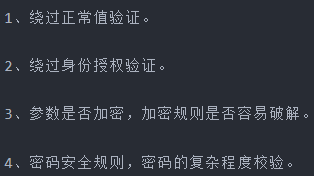 1、绕过正常值验证。
2、绕过身份授权验证。
3、参数是否加密，加密规则是否容易破解。
4、密码安全规则，密码的复杂程度校验。